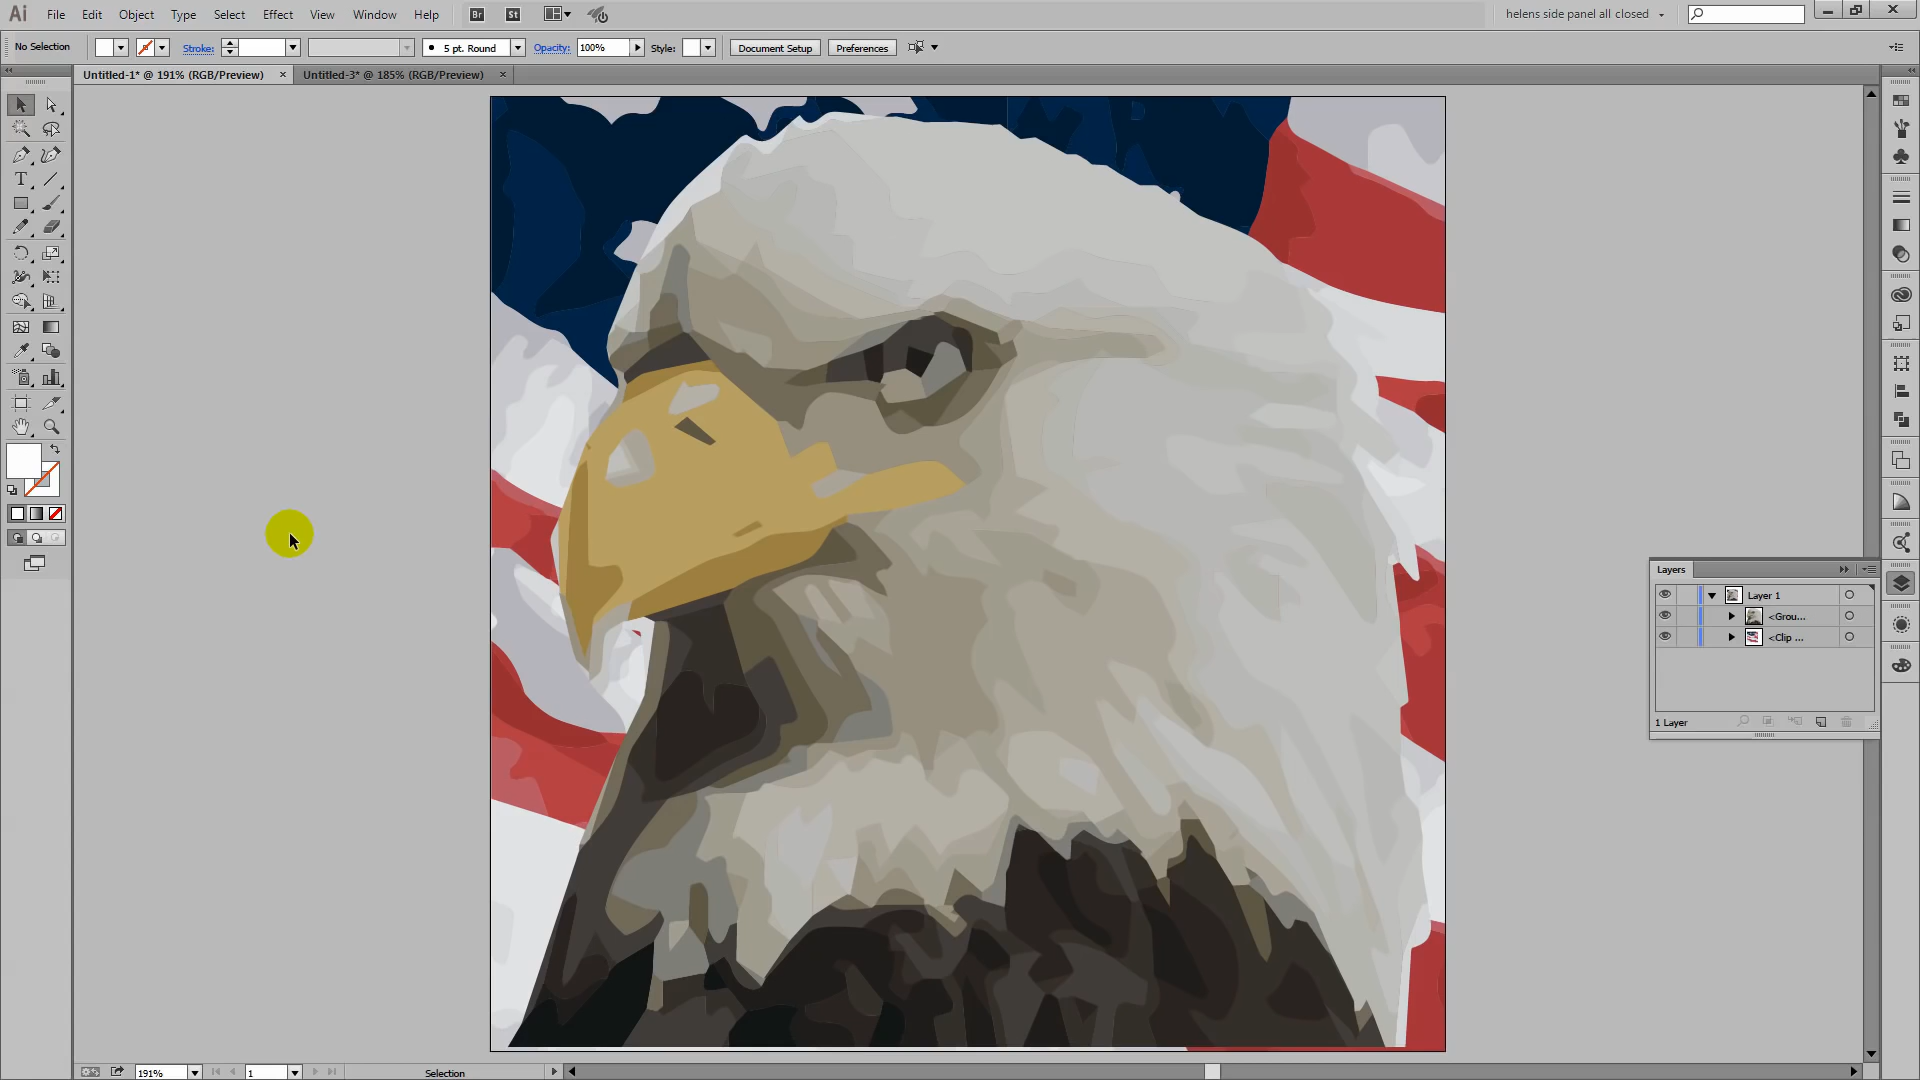 Ai File Edit Object Type Select Effect View Window Help Br St helens side panel all closed
No Selection Stroke: 5 pt. Round Opacity: 100% Style: Document Setup Preferences
Untitled-1* @ 191% (RGB/Preview) × Untitled-3* @ 185% (RGB/Preview) ×
T
Layers
Layer 1
<Grou...
<Clip ...
1 Layer
191% 1 Selection